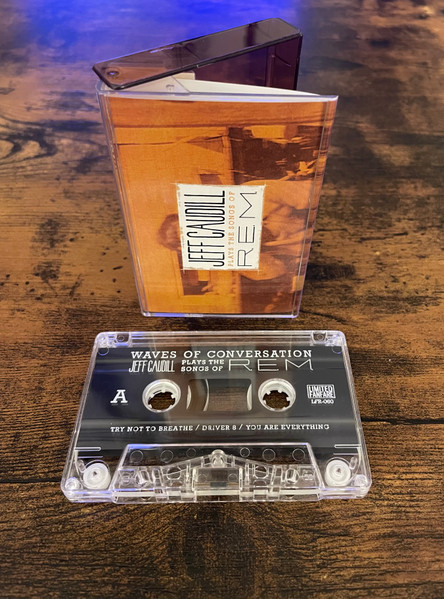 JEFF CAUDILL
PLAYS THE SONGS OF
REM
WAVES OF CONVERSATION
JEFF CAUDILL PLAYS THE SONGS OF REM
A
LIMITED
FANFARE
LFR-060
TRY NOT TO BREATHE / DRIVER 8 / YOU ARE EVERYTHING